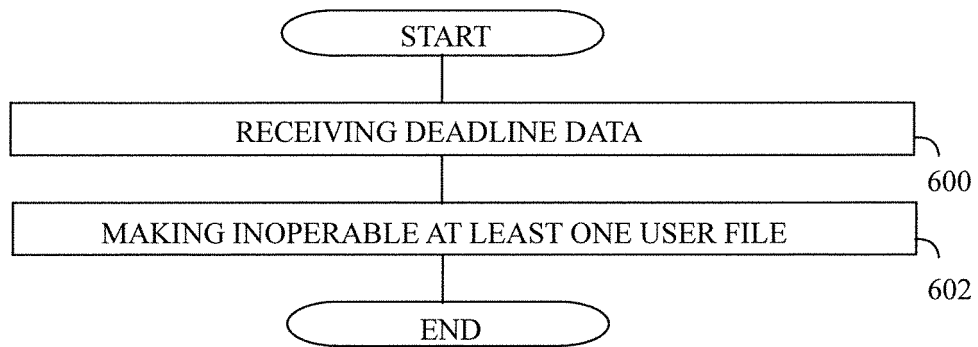 START
RECEIVING DEADLINE DATA
600
MAKING INOPERABLE AT LEAST ONE USER FILE
602
END